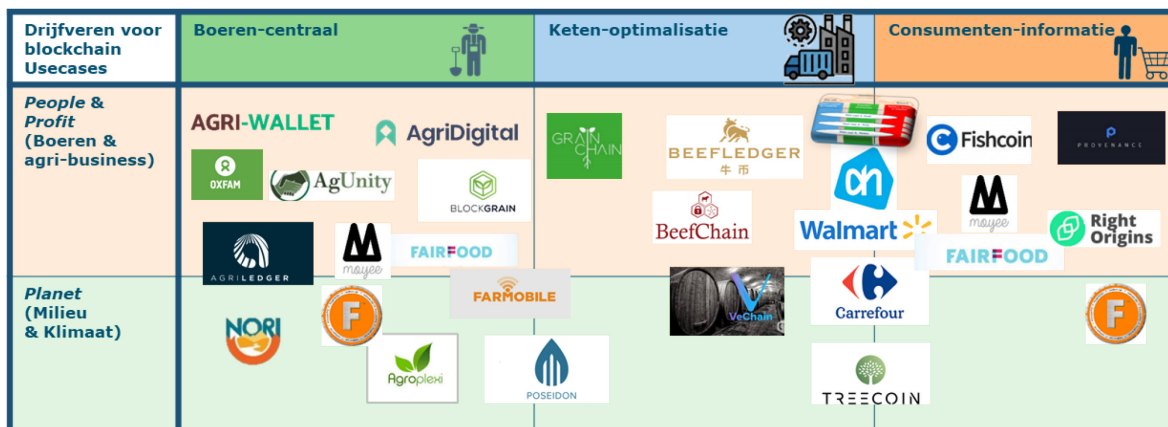 Drijfveren voor
blockchain
Usecases
Boeren-centraal
Keten-optimalisatie
Consumenten-informatie
People &
Profit
(Boeren &
agri-business)
AGRI-WALLET
AgriDigital
OXFAM
AgUnity
BLOCKGRAIN
AGRILEDGER
moyee
FAIRFOOD
GRAIN
CHAIN
BEEFLEDGER
牛币
BeefChain
ah
Walmart
Fishcoin
PROVENANCE
moyee
Right
Origins
FAIRFOOD
Planet
(Milieu
& Klimaat)
NORI
F
FARMOBILE
Agroplexi
POSEIDON
VeChain
Carrefour
TREECOIN
F